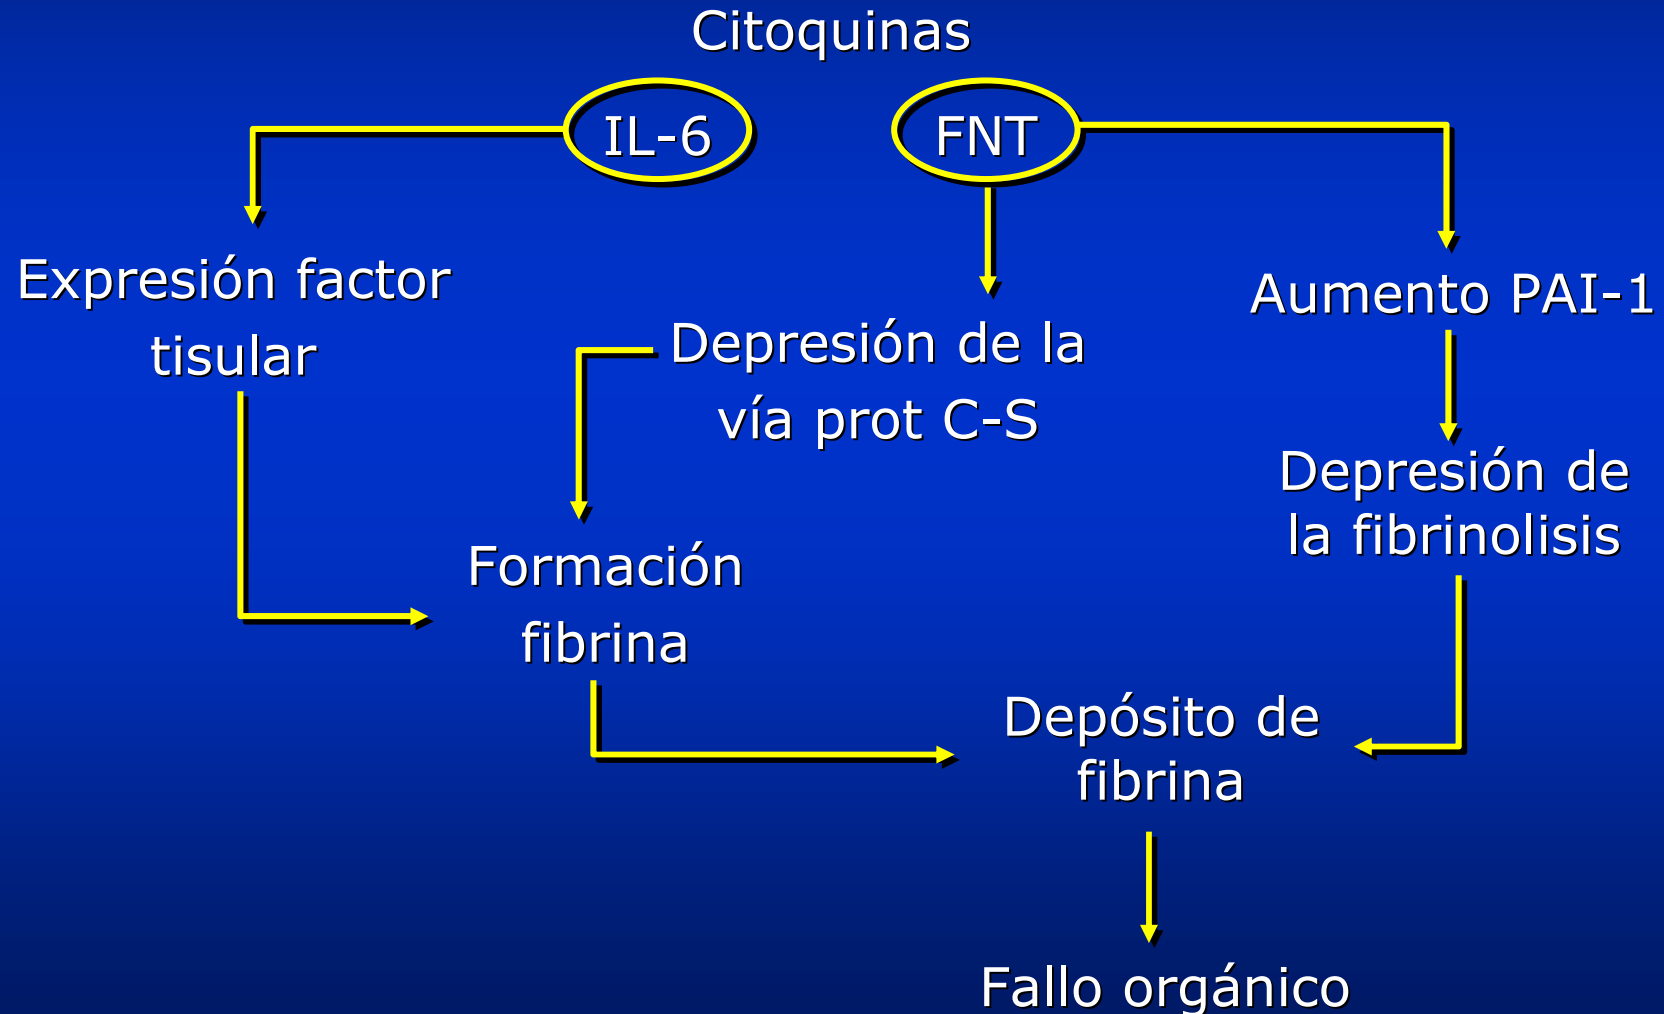 Citoquinas
IL-6
FNT
Expresión factor
tisular
Depresión de la
vía prot C-S
Aumento PAI-1
Depresión de
la fibrinolisis
Formación
fibrina
Depósito de
fibrina
Fallo orgánico